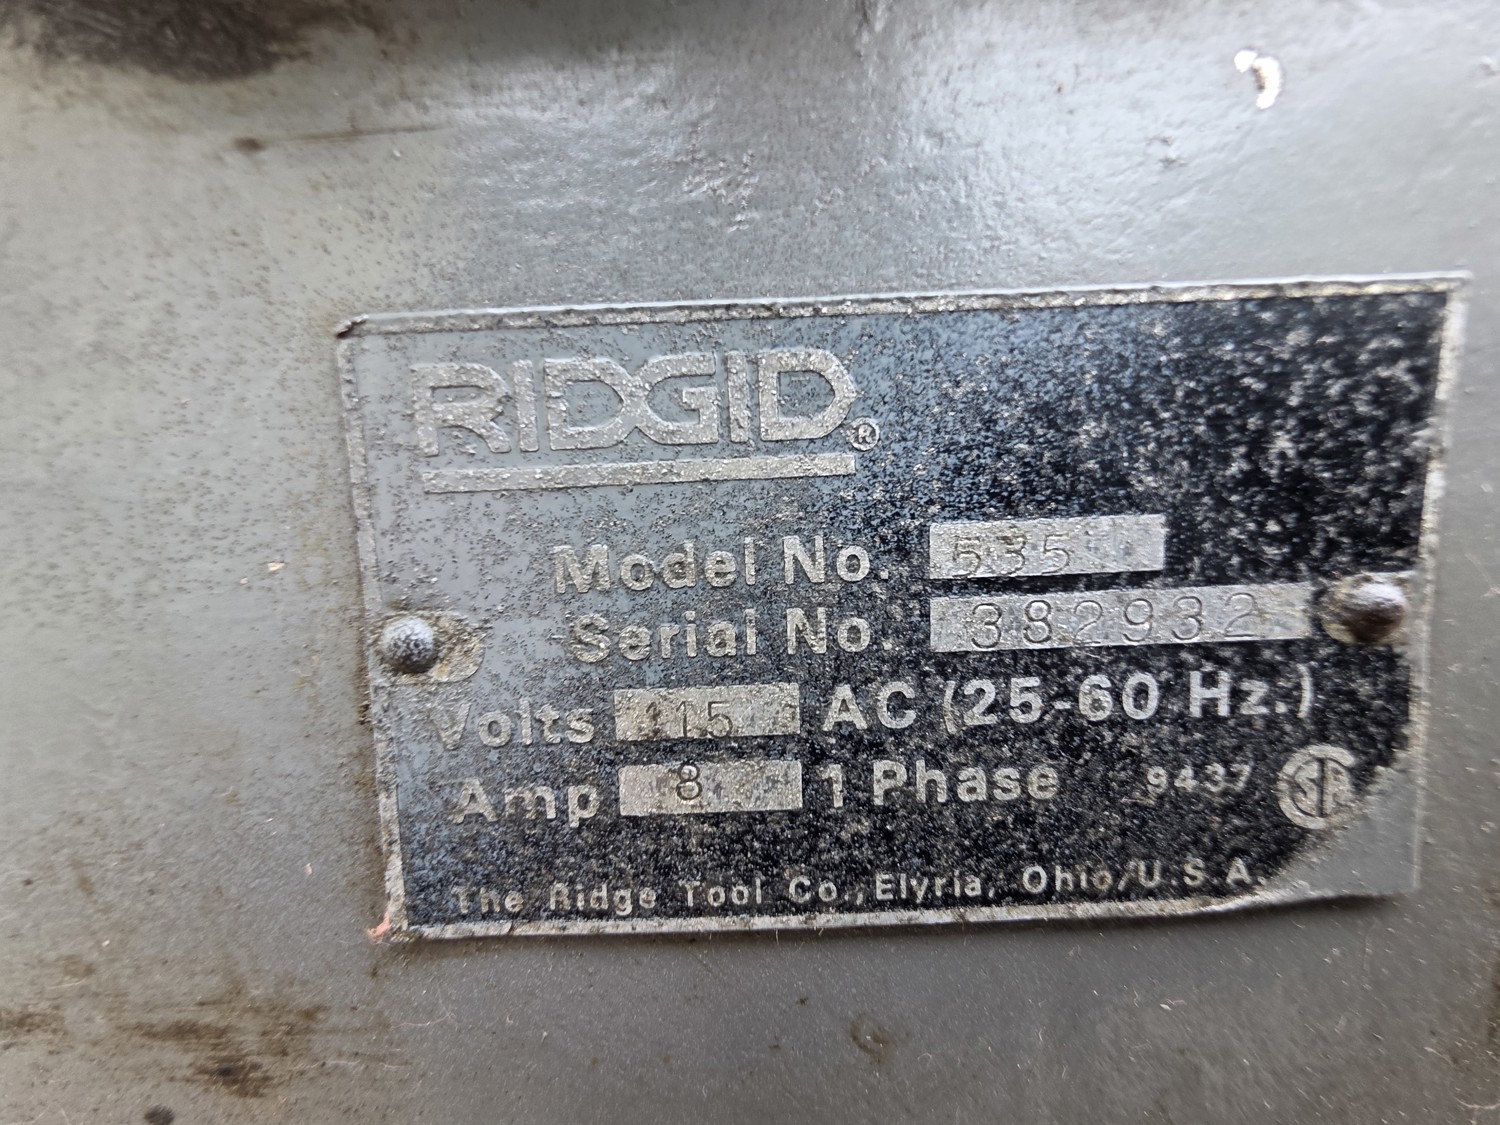 RIDGID®
Model No. 535
Serial No. 382932
Volts 115 AC (25-60 Hz.)
Amp 8 1 Phase 9437 SA
The Ridge Tool Co., Elyria, Ohio/U.S.A.